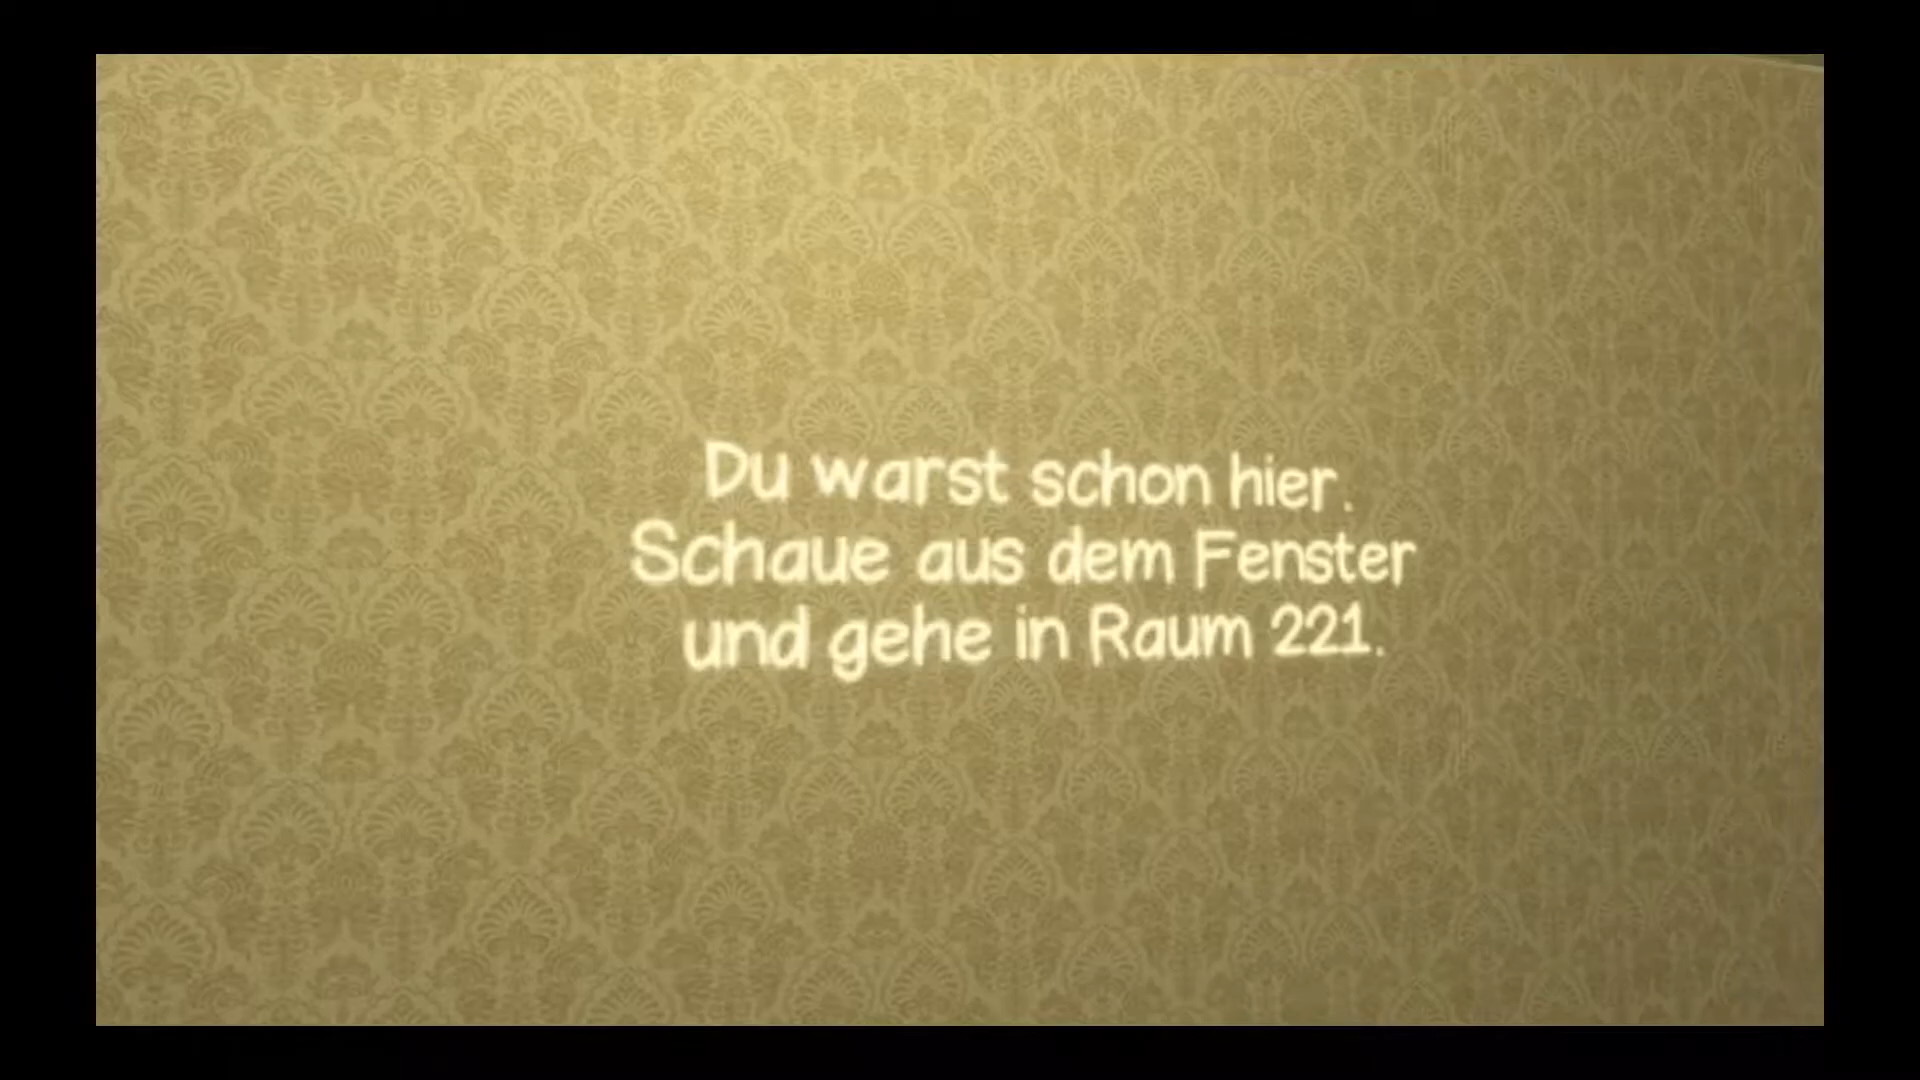 Du warst schon hier.
Schaue aus dem Fenster
und gehe in Raum 221.